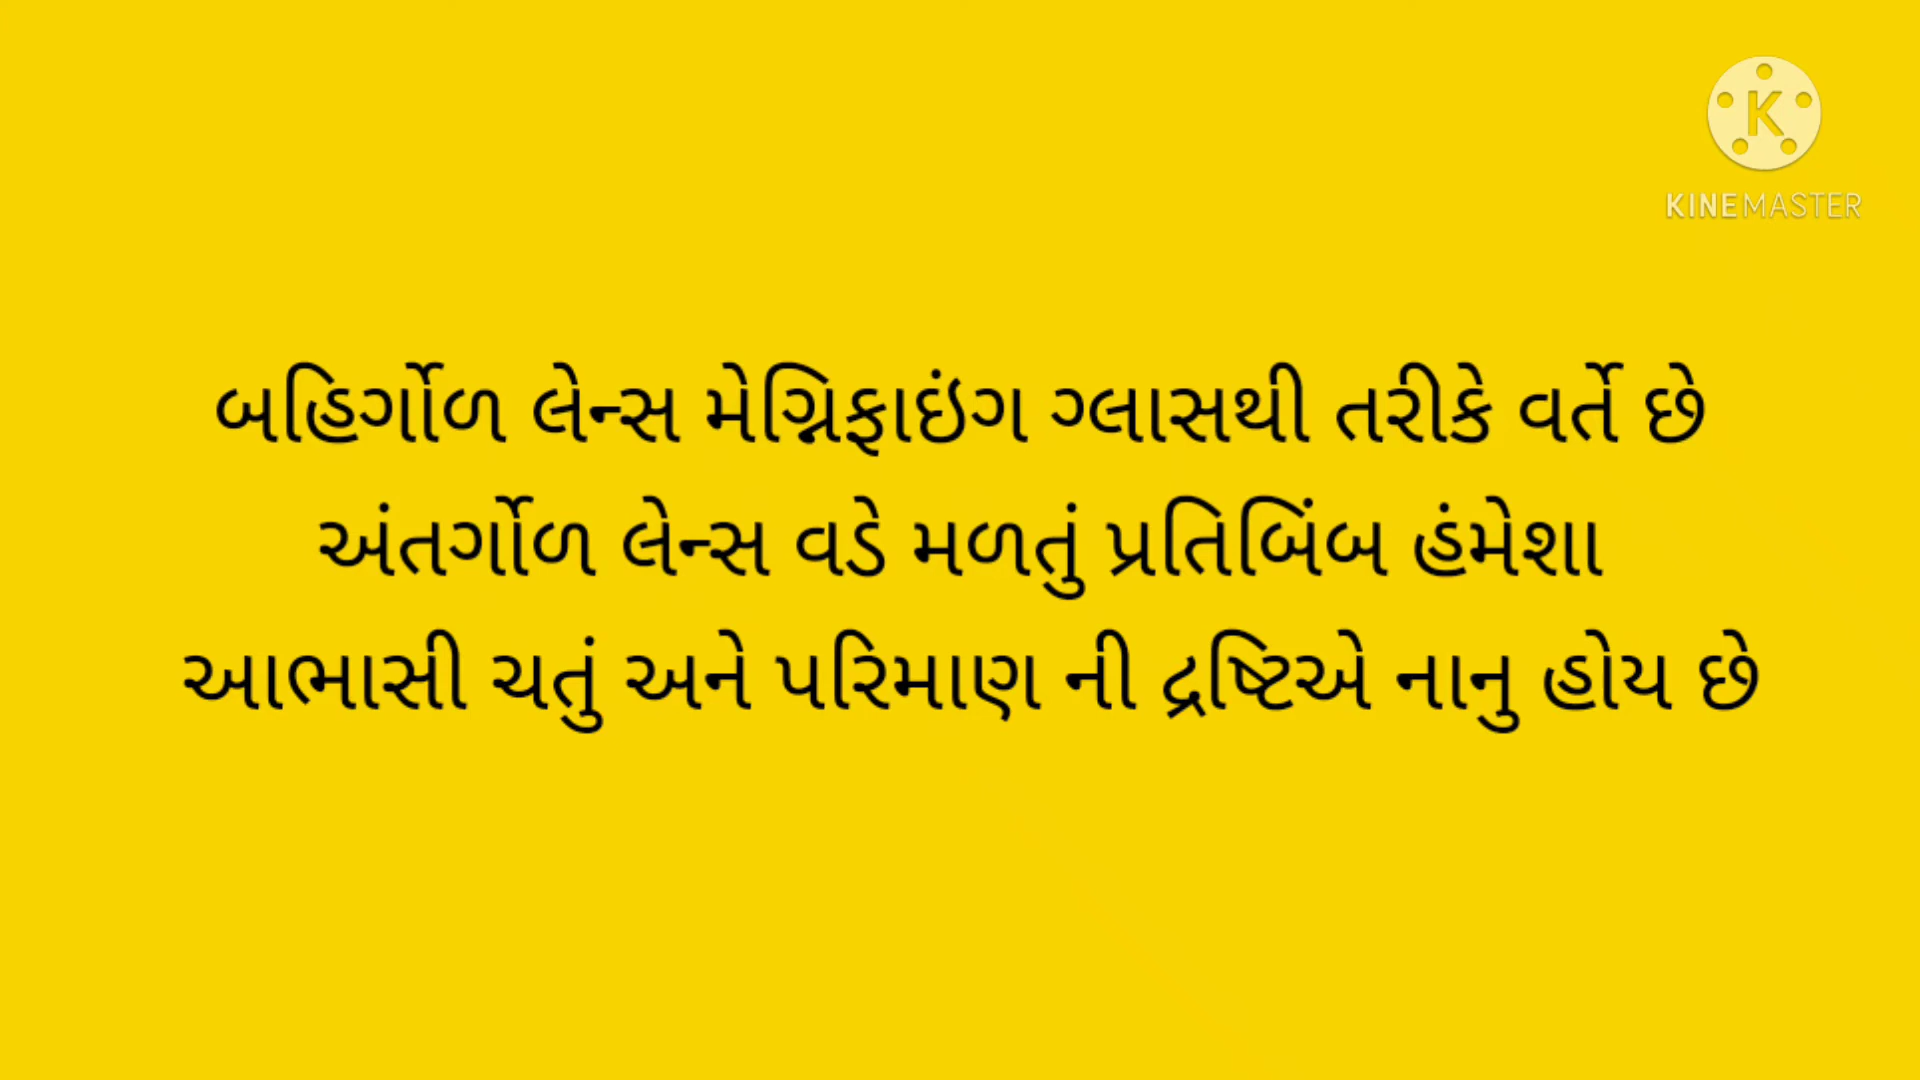 K
KINEMASTER
બહિર્ગોળ લેન્સ મેગ્નિફાઇંગ ગ્લાસથી તરીકે વર્તે છે
અંતર્ગોળ લેન્સ વડે મળતું પ્રતિબિંબ હંમેશા
આભાસી ચતું અને પરિમાણ ની દ્રષ્ટિએ નાનુ હોય છે